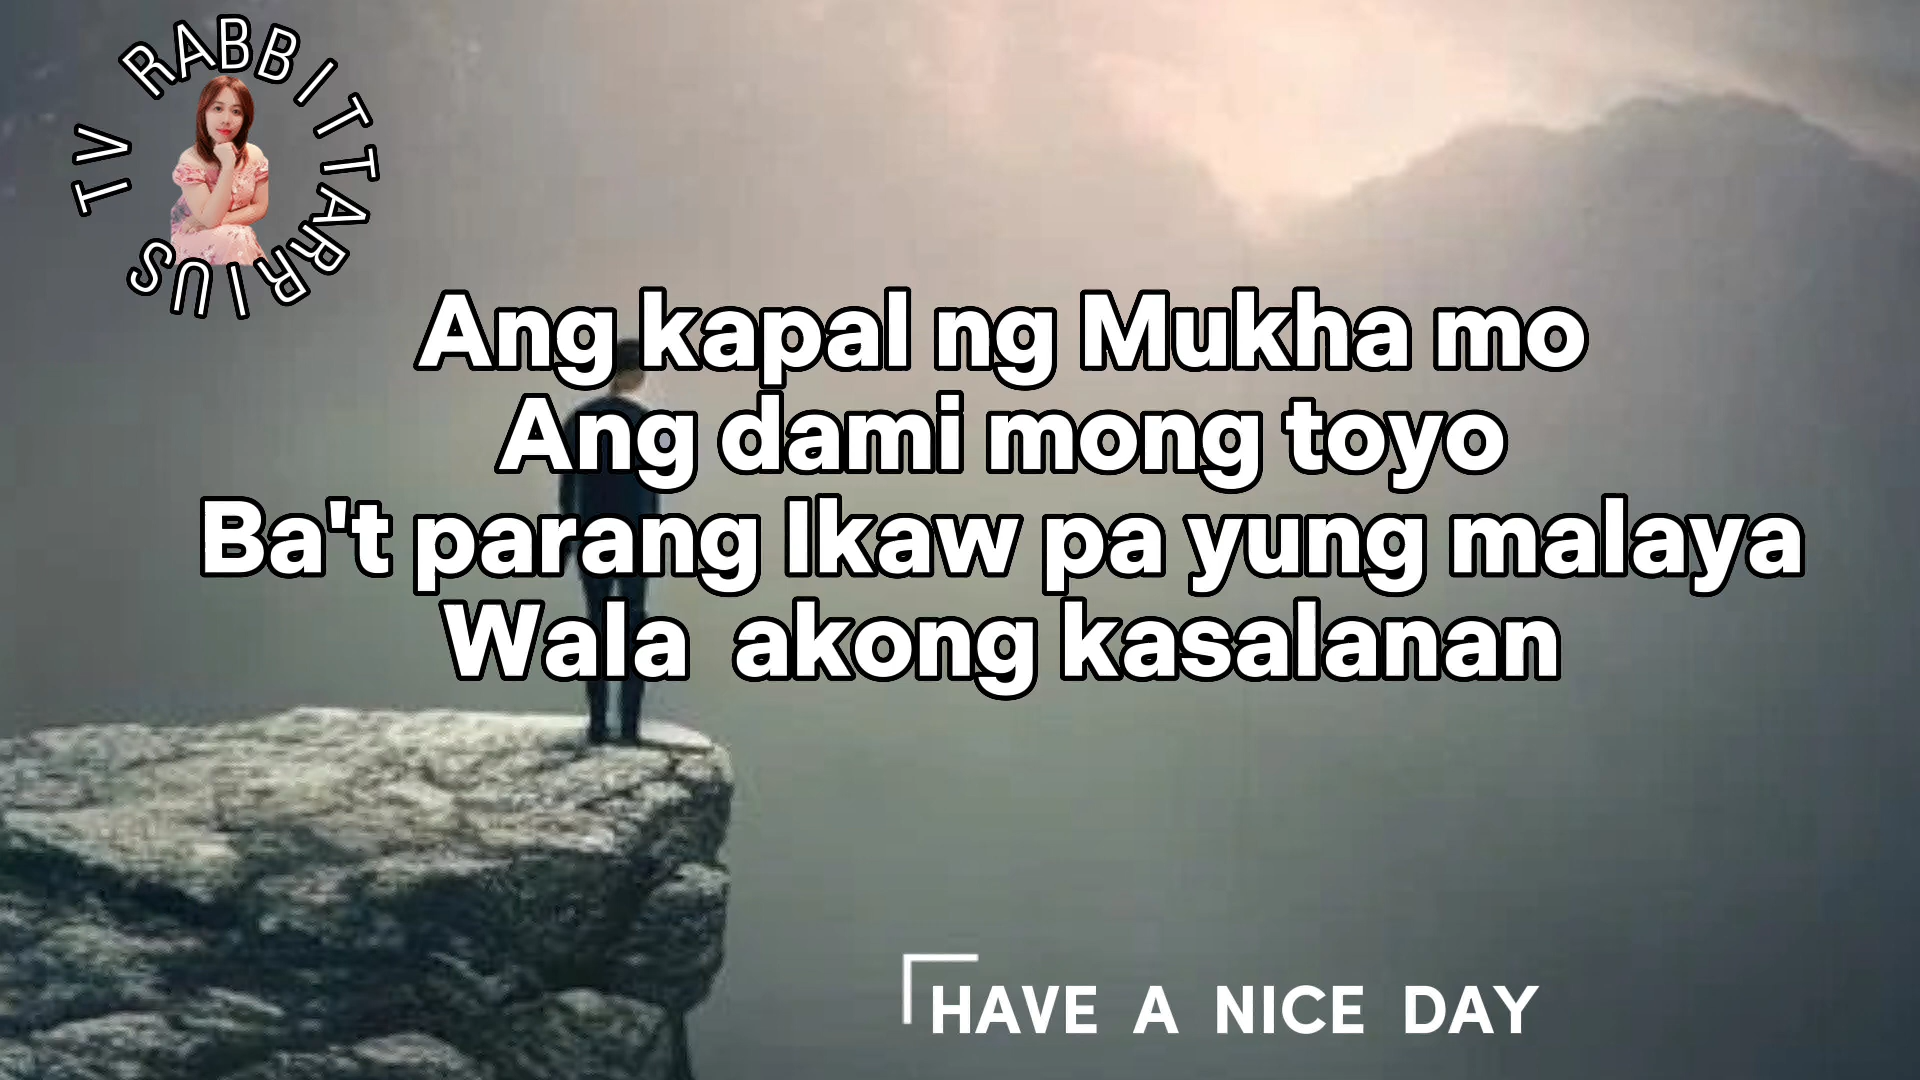 RABBITTARRIUS TV
Ang kapal ng Mukha mo
Ang dami mong toyo
Ba't parang Ikaw pa yung malaya
Wala  akong kasalanan
HAVE A NICE DAY